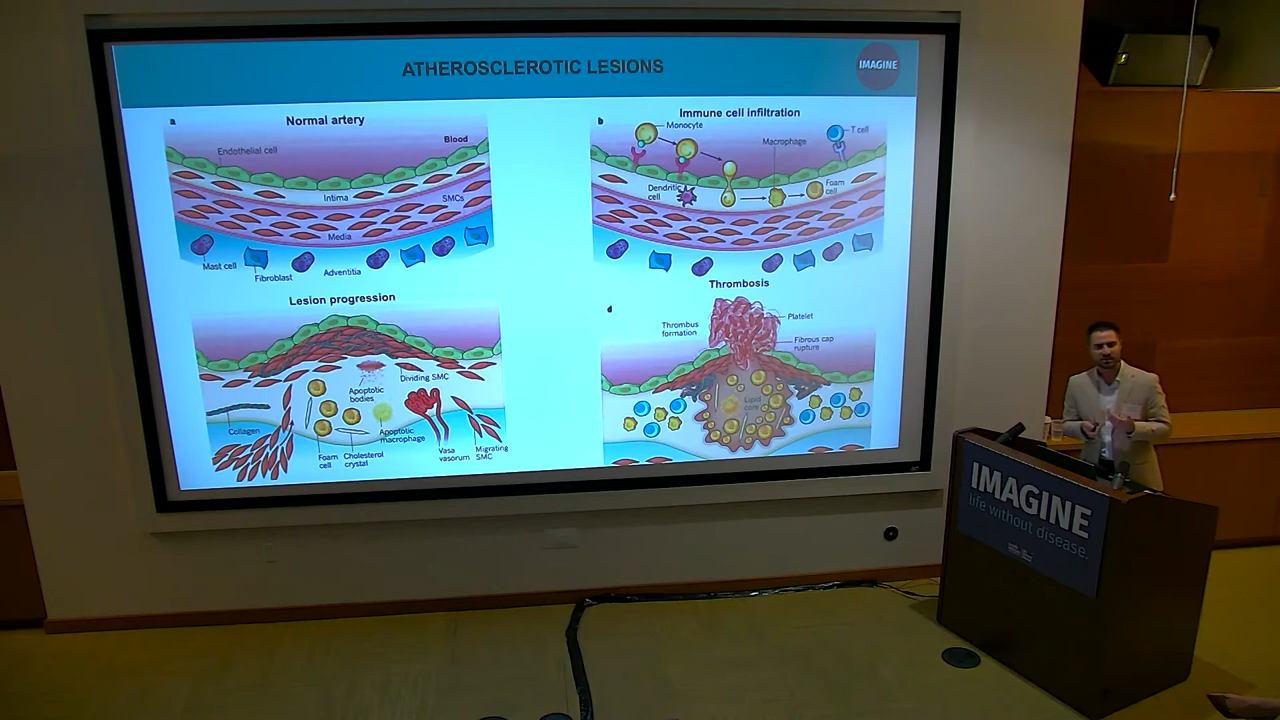 ATHEROSCLEROTIC LESIONS
IMAGINE
a
Normal artery
Blood
Endothelial cell
Intima
SMCs
Media
Mast cell
Fibroblast
Adventitia
b
Immune cell infiltration
Monocyte
T cell
Macrophage
Dendritic
cell
Foam
cell
Lesion progression
Dividing SMC
Apoptotic
bodies
Collagen
Apoptotic
macrophage
Foam
cell
Cholesterol
crystal
Vasa
vasorum
Migrating
SMC
Thrombosis
d
Platelet
Thrombus
formation
Fibrous cap
rupture
Lipid
core
IMAGINE
life without disease.